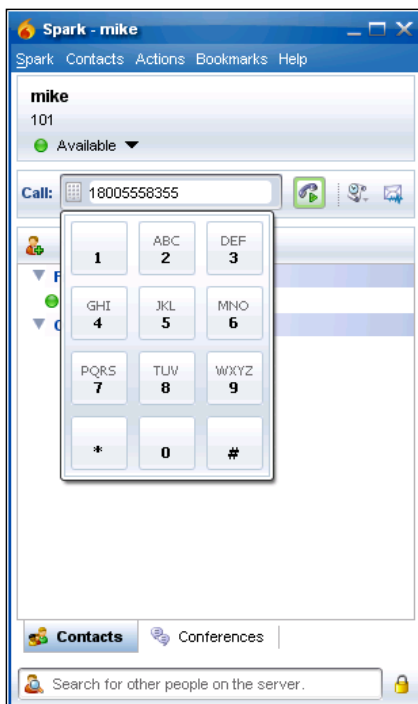 Spark - mike
Spark Contacts Actions Bookmarks Help
mike
101
Available
Call: 18005558355
1 ABC 2 DEF 3
GHI 4 JKL 5 MNO 6
PQRS 7 TUV 8 WXYZ 9
* 0 #
Contacts Conferences
Search for other people on the server.